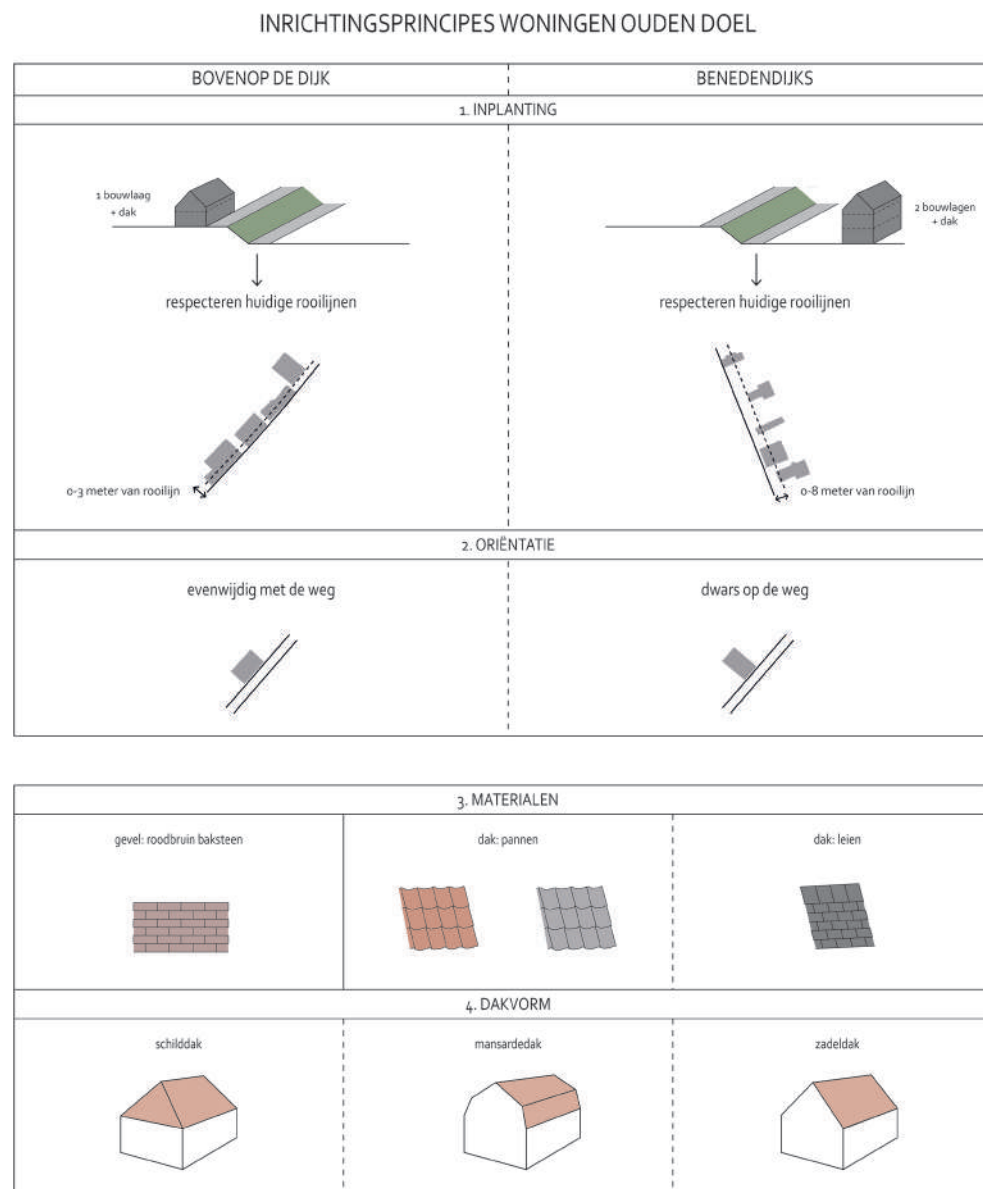 INRICHTINGSPRINCIPES WONINGEN OUDEN DOEL
BOVENOP DE DIJK
BENEDENDIJKS
1. INPLANTING
1 bouwlaag
+ dak
2 bouwlagen
+ dak
respecteren huidige rooilijnen
respecteren huidige rooilijnen
0-3 meter van rooilijn
0-8 meter van rooilijn
2. ORIËNTATIE
evenwijdig met de weg
dwars op de weg
3. MATERIALEN
gevel: roodbruin baksteen
dak: pannen
dak: leien
4. DAKVORM
schilddak
mansardedak
zadeldak